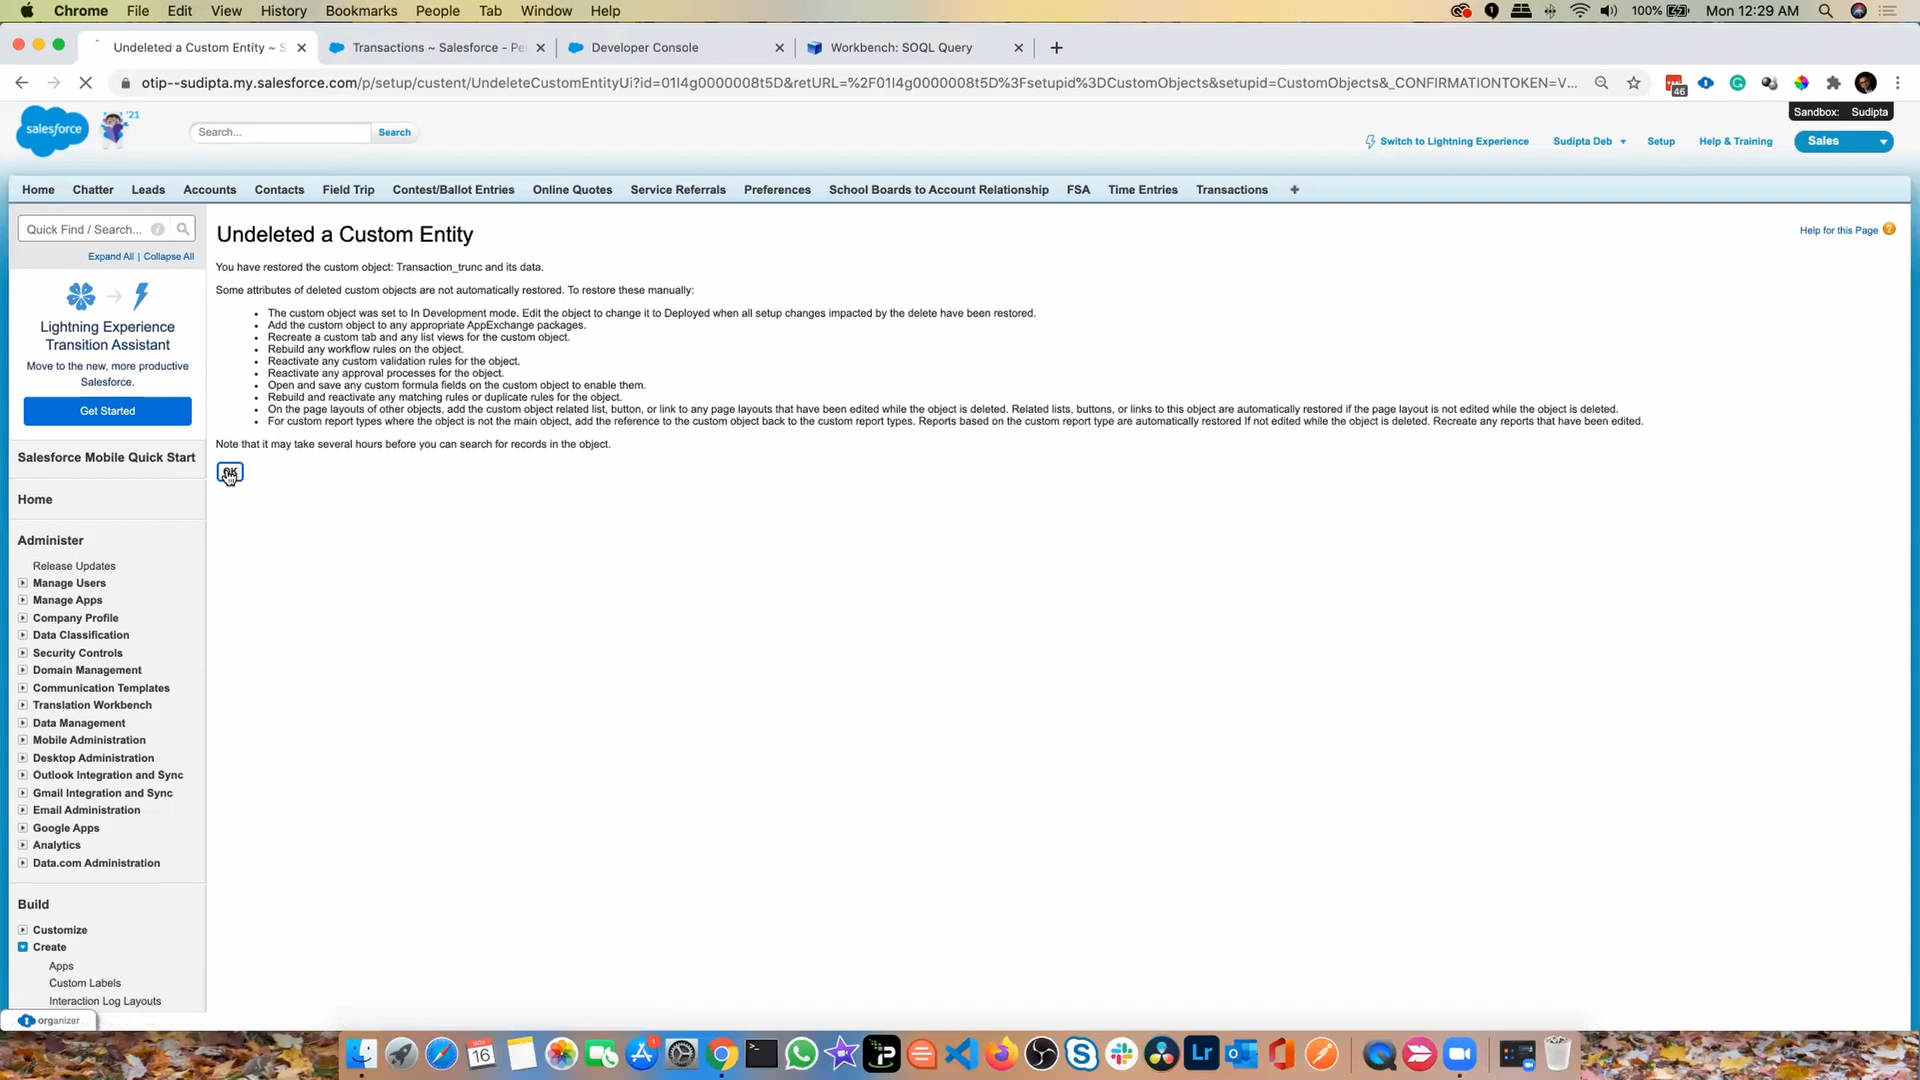 Chrome File Edit View History Bookmarks People Tab Window Help 100% Mon 12:29 AM
Undeleted a Custom Entity ~ S Transactions ~ Salesforce - Pe Developer Console Workbench: SOQL Query
otip--sudipta.my.salesforce.com/p/setup/custent/UndeleteCustomEntityUi?id=01I4g0000008t5D&retURL=%2F01I4g0000008t5D%3Fsetupid%3DCustomObjects&setupid=CustomObjects&_CONFIRMATIONTOKEN=V...
46
Sandbox: Sudipta
salesforce '21 Search... Search
Switch to Lightning Experience Sudipta Deb Setup Help & Training Sales
Home Chatter Leads Accounts Contacts Field Trip Contest/Ballot Entries Online Quotes Service Referrals Preferences School Boards to Account Relationship FSA Time Entries Transactions +
Quick Find / Search...
Expand All | Collapse All
Lightning Experience
Transition Assistant
Move to the new, more productive
Salesforce.
Get Started
Salesforce Mobile Quick Start
Home
Administer
Release Updates
Manage Users
Manage Apps
Company Profile
Data Classification
Security Controls
Domain Management
Communication Templates
Translation Workbench
Data Management
Mobile Administration
Desktop Administration
Outlook Integration and Sync
Gmail Integration and Sync
Email Administration
Google Apps
Analytics
Data.com Administration
Build
Customize
Create
Apps
Custom Labels
Interaction Log Layouts
organizer
Undeleted a Custom Entity
Help for this Page
You have restored the custom object: Transaction_trunc and its data.
Some attributes of deleted custom objects are not automatically restored. To restore these manually:
• The custom object was set to In Development mode. Edit the object to change it to Deployed when all setup changes impacted by the delete have been restored.
• Add the custom object to any appropriate AppExchange packages.
• Recreate a custom tab and any list views for the custom object.
• Rebuild any workflow rules on the object.
• Reactivate any custom validation rules for the object.
• Reactivate any approval processes for the object.
• Open and save any custom formula fields on the custom object to enable them.
• Rebuild and reactivate any matching rules or duplicate rules for the object.
• On the page layouts of other objects, add the custom object related list, button, or link to any page layouts that have been edited while the object is deleted. Related lists, buttons, or links to this object are automatically restored if the page layout is not edited while the object is deleted.
• For custom report types where the object is not the main object, add the reference to the custom object back to the custom report types. Reports based on the custom report type are automatically restored If not edited while the object is deleted. Recreate any reports that have been edited.
Note that it may take several hours before you can search for records in the object.
OK
NOV
16
Lr